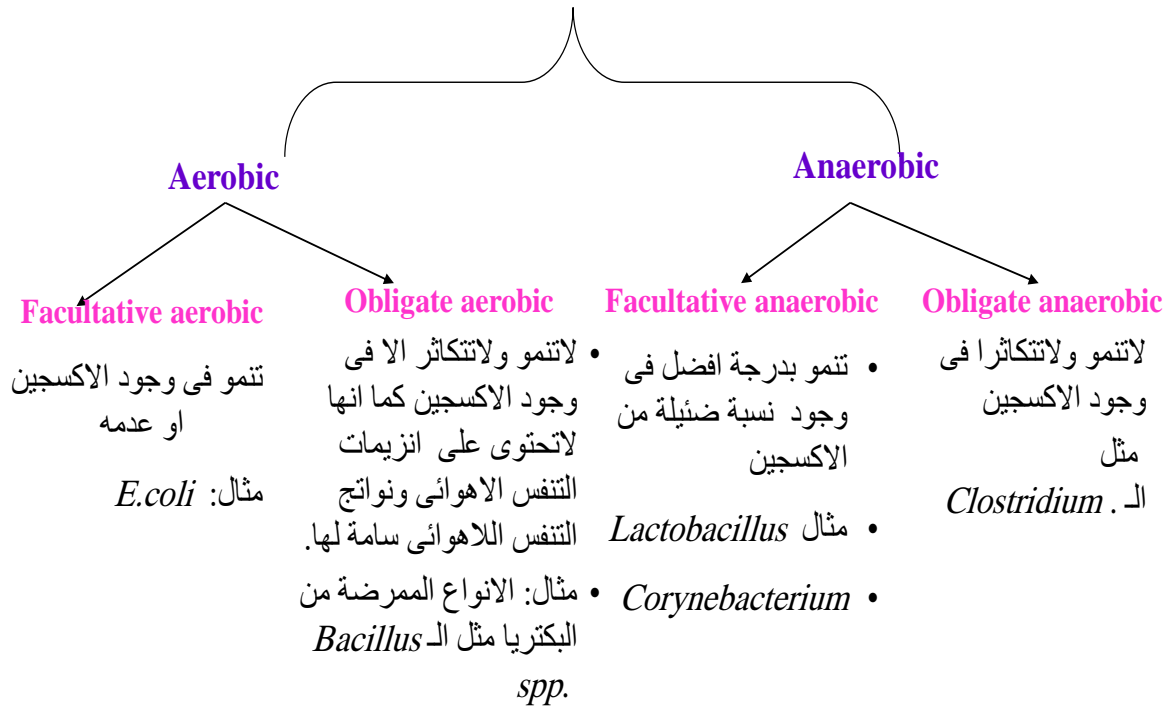 Aerobic
Anaerobic
Facultative aerobic
تنمو فى وجود الاكسجين
او عدمه
مثال: E.coli
Obligate aerobic
• لاتنمو ولاتتكاثر الا فى
وجود الاكسجين كما انها
لاتحتوى على انزيمات
التنفس الاهوائى ونواتج
التنفس اللاهوائى سامة لها.
• مثال: الانواع الممرضة من
البكتريا مثل الـ Bacillus
spp.
Facultative anaerobic
• تنمو بدرجة افضل فى
وجود نسبة ضئيلة من
الاكسجين
• مثال Lactobacillus
• Corynebacterium
Obligate anaerobic
لاتنمو ولاتتكاثرا فى
وجود الاكسجين
مثل
الـ . Clostridium